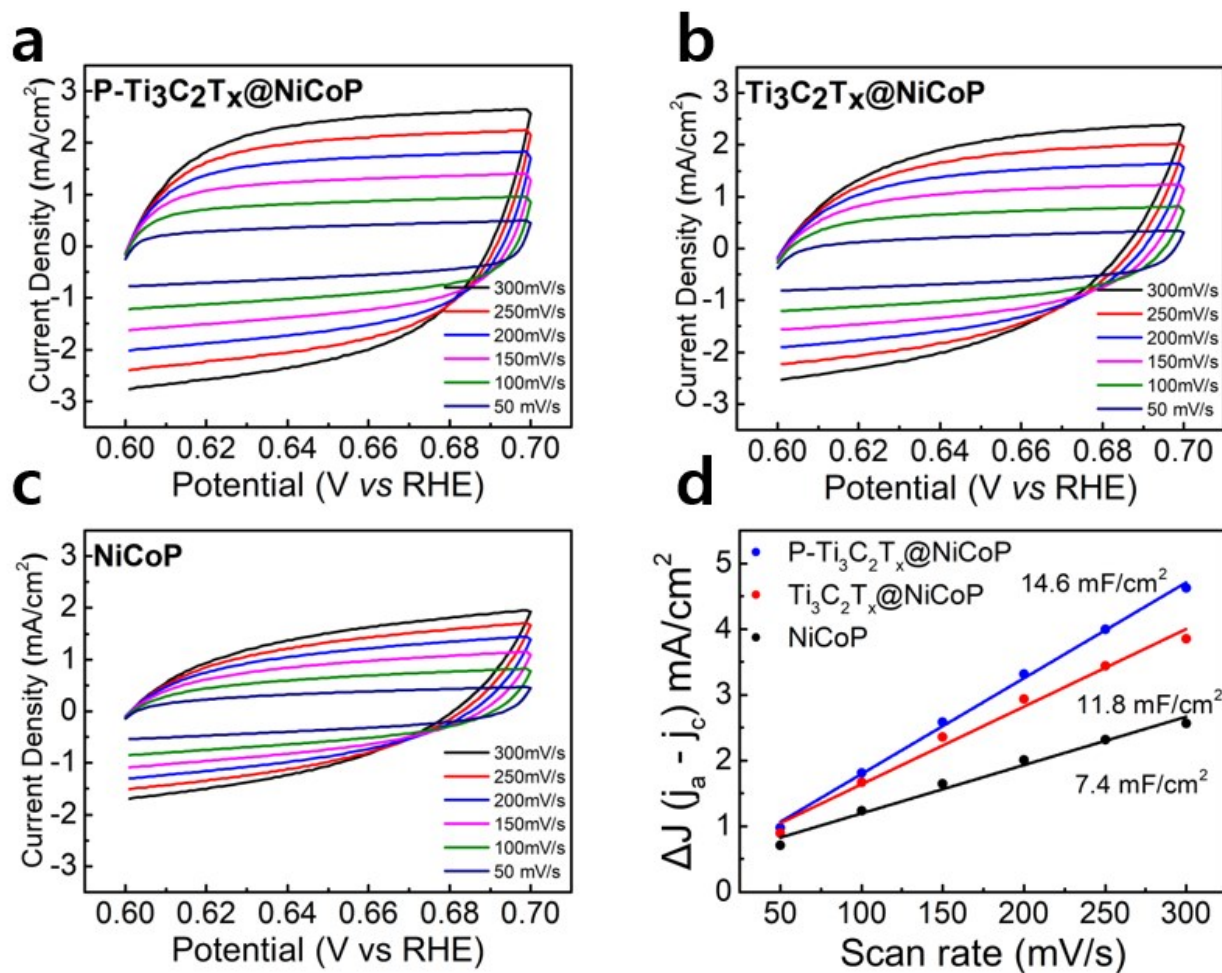 a
P-Ti3C2Tx@NiCoP
Current Density (mA/cm²)
3
2
1
0
-1
-2
-3
300mV/s
250mV/s
200mV/s
150mV/s
100mV/s
50 mV/s
0.60 0.62 0.64 0.66 0.68 0.70
Potential (V vs RHE)
b
Ti3C2Tx@NiCoP
Current Density (mA/cm²)
3
2
1
0
-1
-2
-3
300mV/s
250mV/s
200mV/s
150mV/s
100mV/s
50 mV/s
0.60 0.62 0.64 0.66 0.68 0.70
Potential (V vs RHE)
c
NiCoP
Current Density (mA/cm²)
3
2
1
0
-1
-2
-3
300mV/s
250mV/s
200mV/s
150mV/s
100mV/s
50 mV/s
0.60 0.62 0.64 0.66 0.68 0.70
Potential (V vs RHE)
d
ΔJ (ja - jc) mA/cm²
5
4
3
2
1
0
P-Ti3C2Tx@NiCoP
Ti3C2Tx@NiCoP
NiCoP
14.6 mF/cm²
11.8 mF/cm²
7.4 mF/cm²
50 100 150 200 250 300
Scan rate (mV/s)